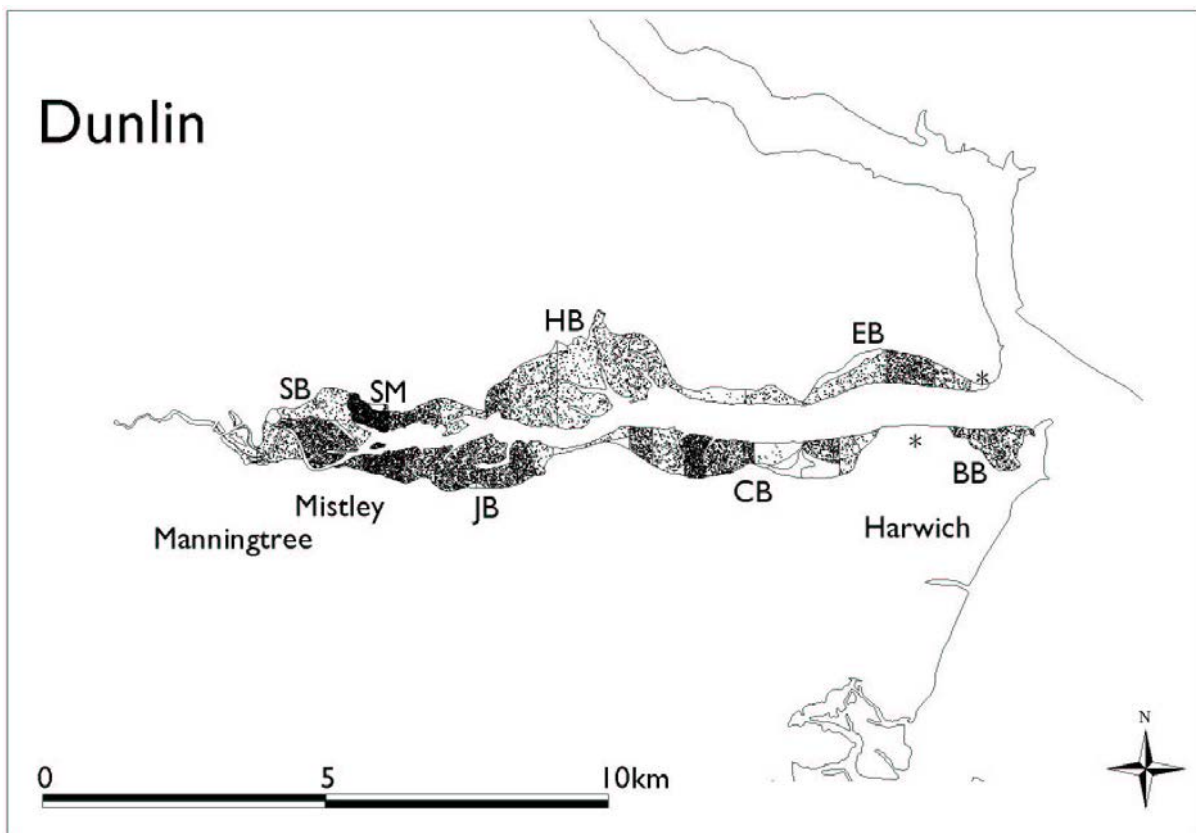 Dunlin
HB
EB
SB
SM
*
*
Mistley
JB
CB
BB
Manningtree
Harwich
N
0 5 10km